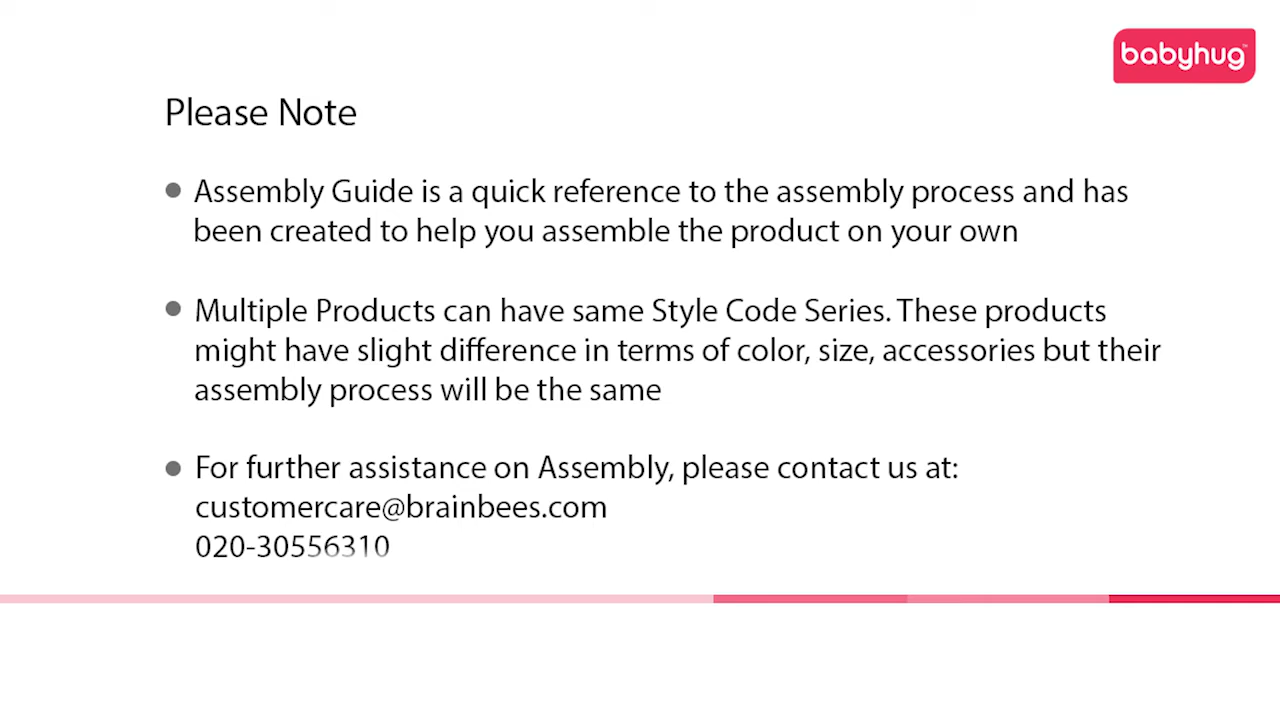 babyhug™
Please Note
Assembly Guide is a quick reference to the assembly process and has
been created to help you assemble the product on your own
Multiple Products can have same Style Code Series. These products
might have slight difference in terms of color, size, accessories but their
assembly process will be the same
For further assistance on Assembly, please contact us at:
customercare@brainbees.com
020-30556310